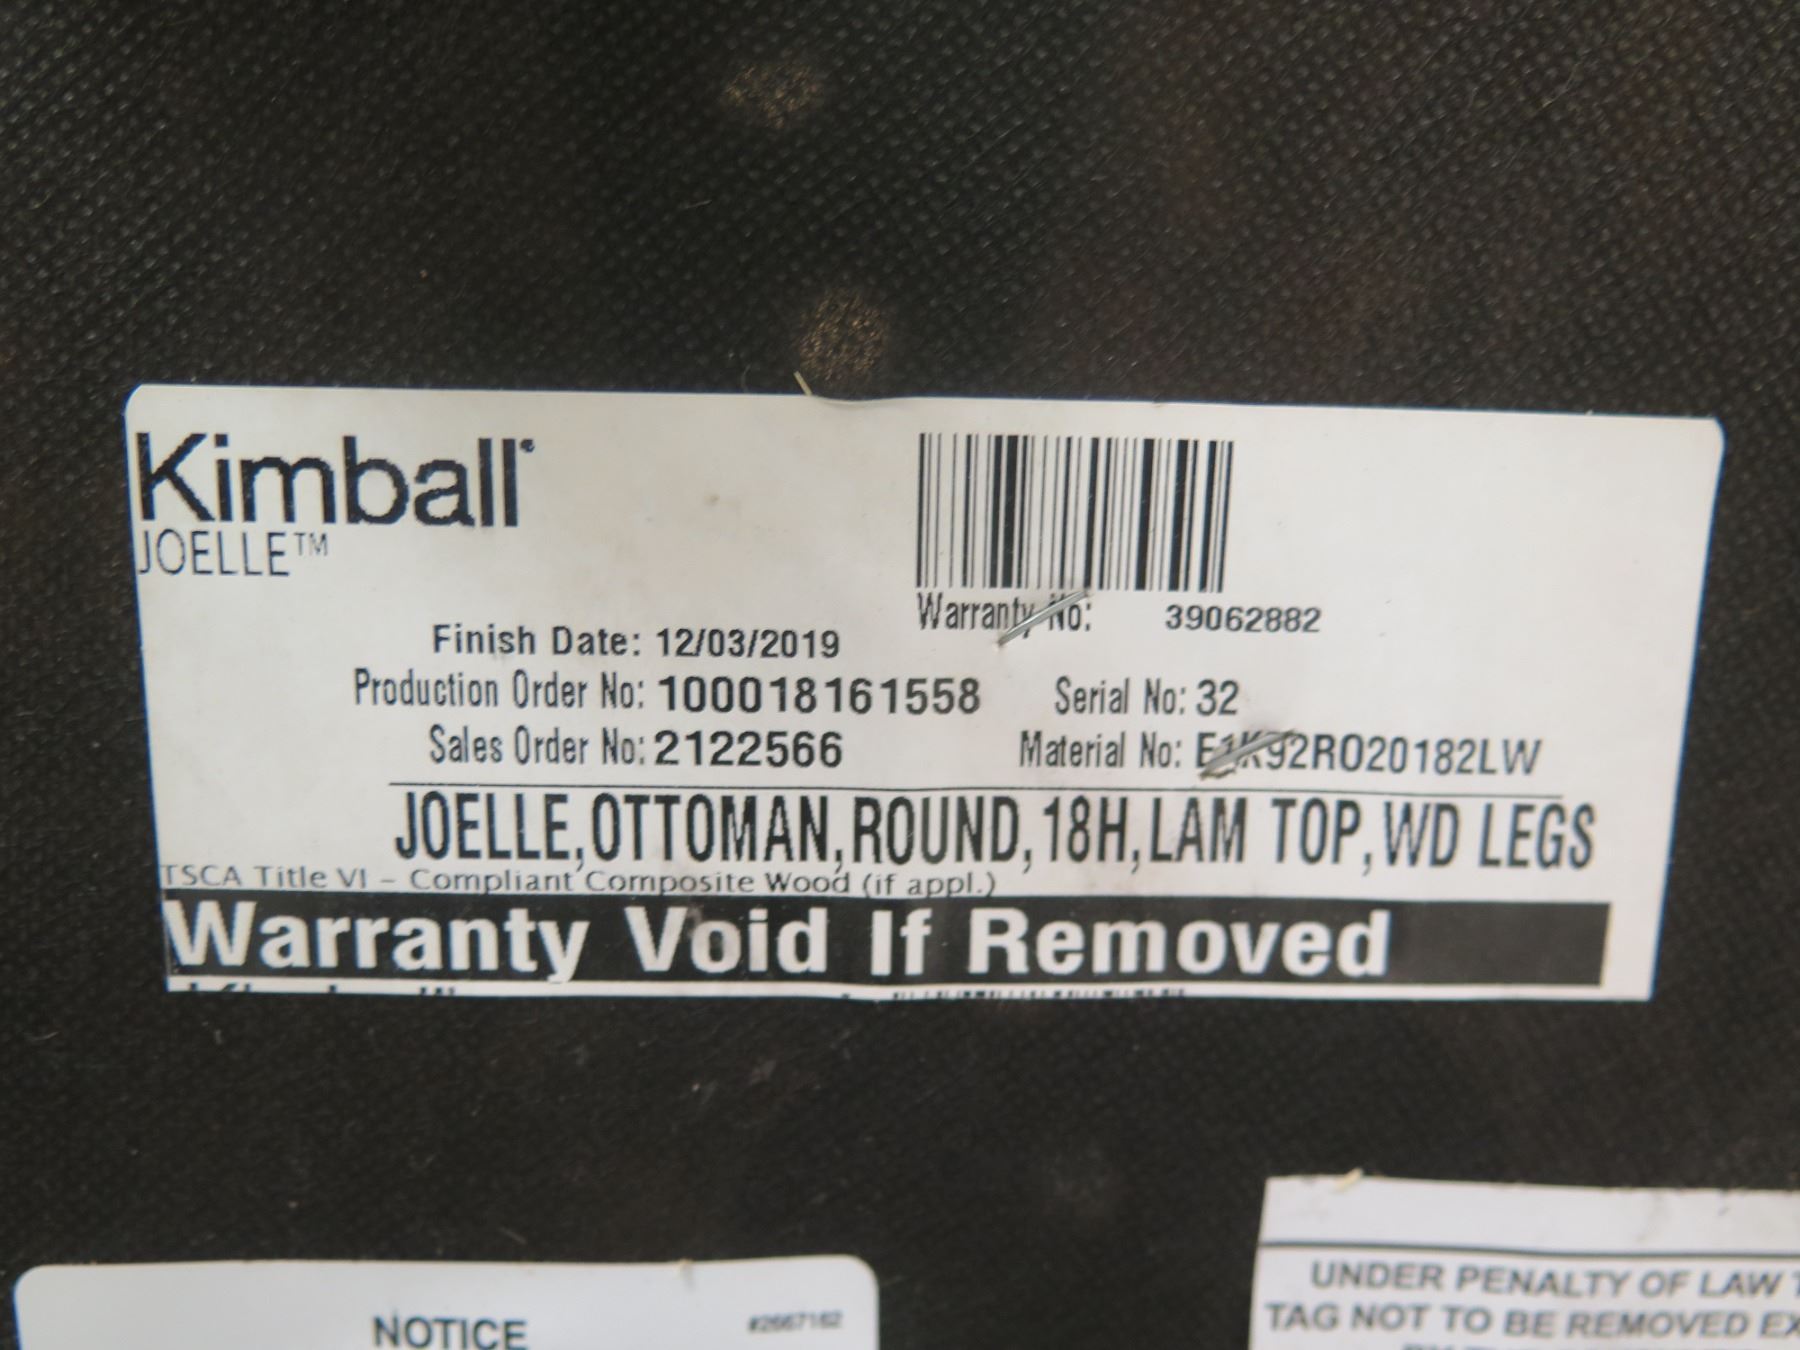 Kimball®
JOELLE™
Warranty No: 39062882
Finish Date: 12/03/2019
Production Order No: 100018161558 Serial No: 32
Sales Order No: 2122566 Material No: E1K92RO20182LW
JOELLE,OTTOMAN,ROUND,18H,LAM TOP,WD LEGS
TSCA Title VI – Compliant Composite Wood (if appl.)
Warranty Void If Removed
NOTICE #2667162
UNDER PENALTY OF LAW
TAG NOT TO BE REMOVED